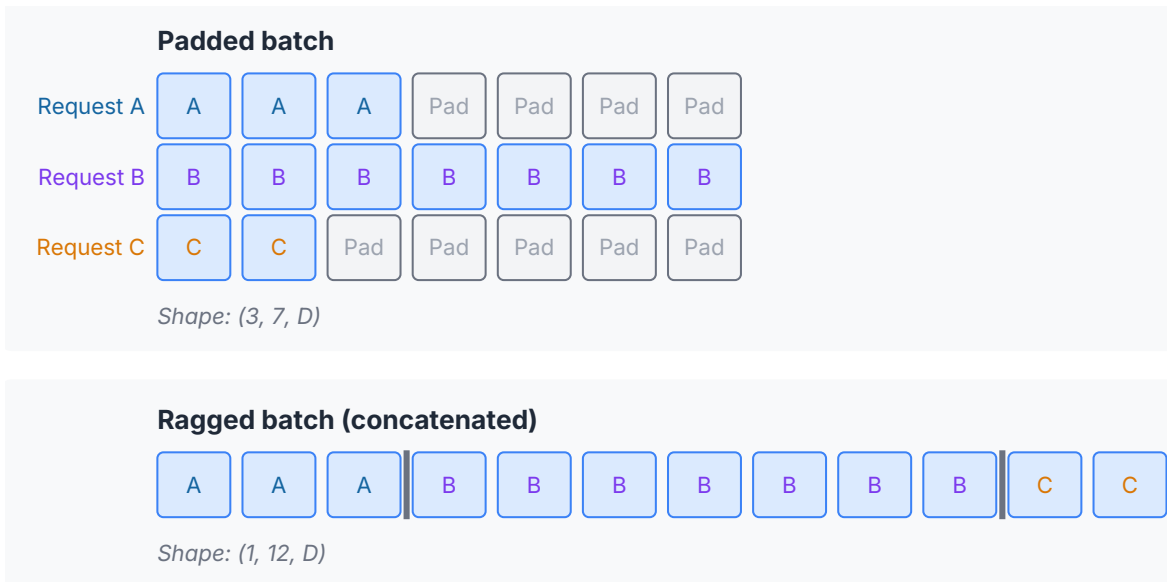 Padded batch
Request A A A A Pad Pad Pad Pad
Request B B B B B B B B
Request C C C Pad Pad Pad Pad Pad
Shape: (3, 7, D)
Ragged batch (concatenated)
A A A B B B B B B B C C
Shape: (1, 12, D)